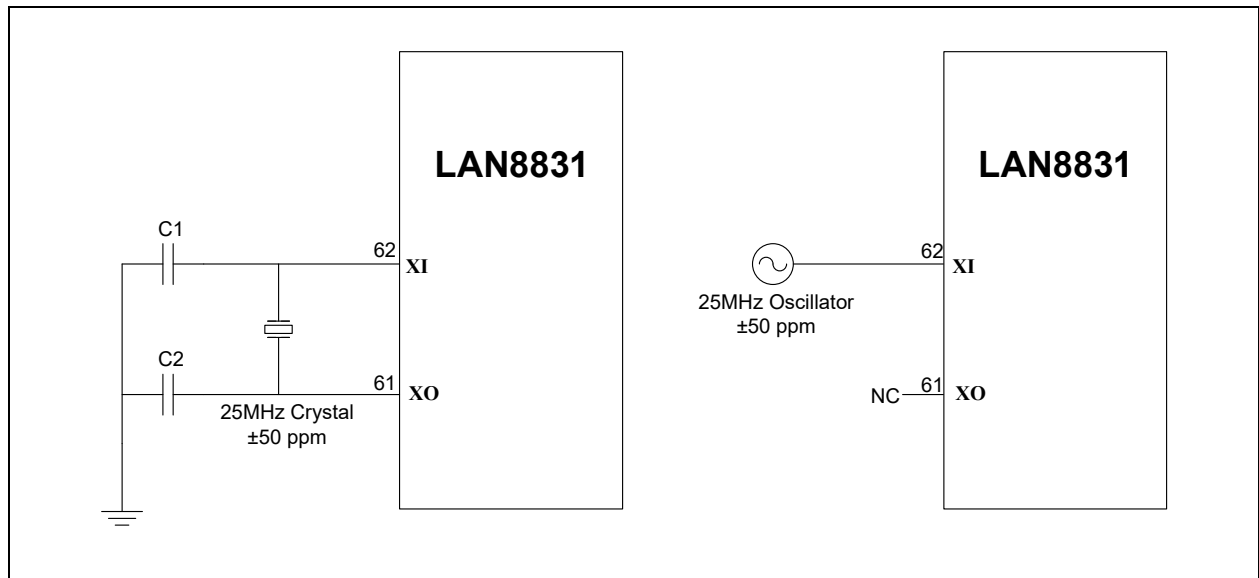 LAN8831
C1
62
XI
C2
61
XO
25MHz Crystal
±50 ppm
LAN8831
62
XI
25MHz Oscillator
±50 ppm
NC
61
XO